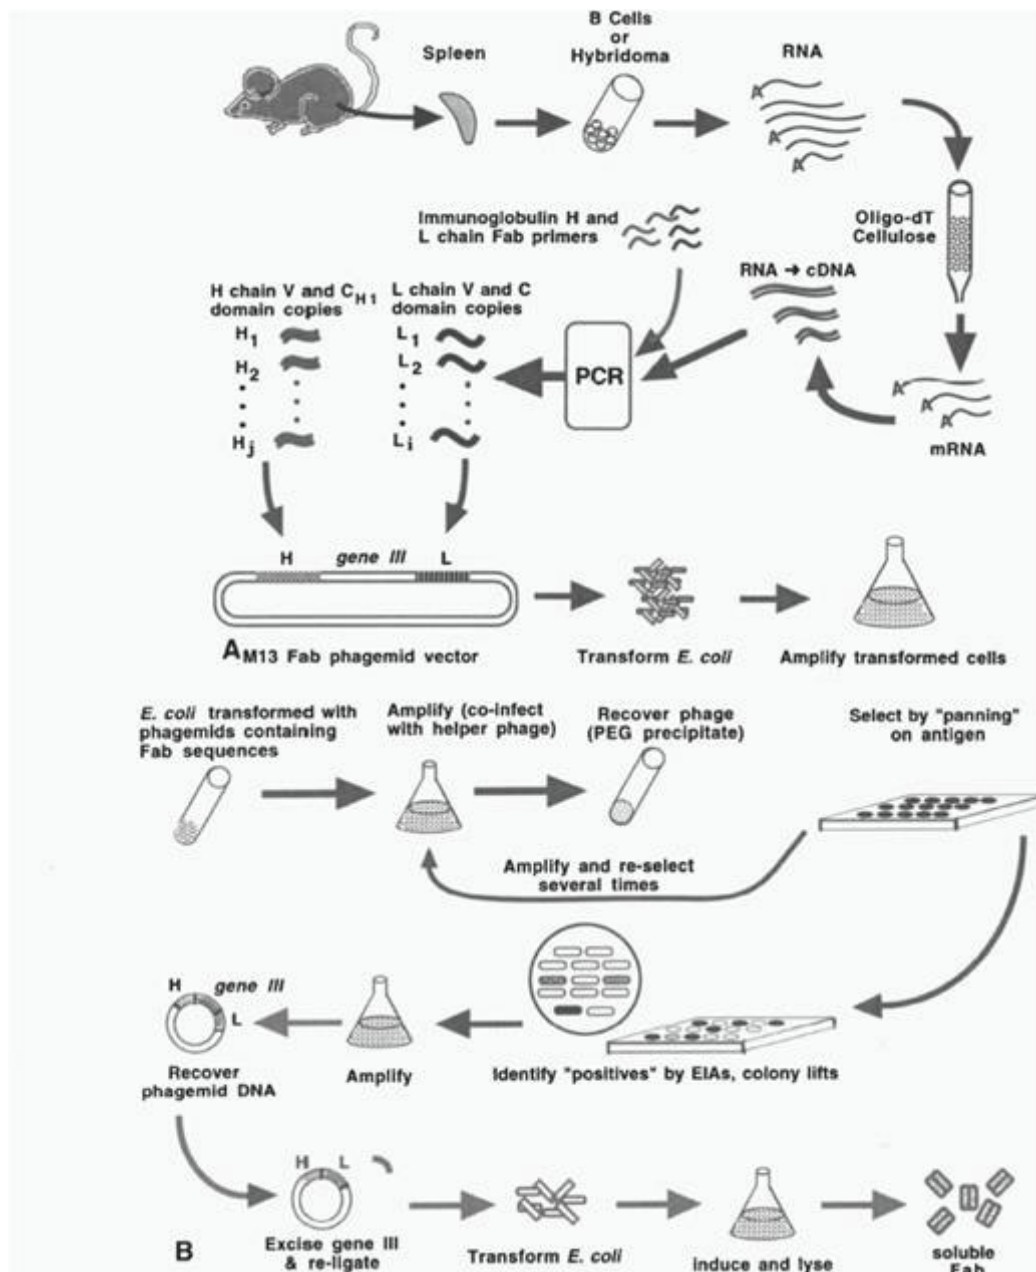 B Cells
or
Hybridoma
Spleen
RNA
A
A
A
Oligo-dT
Cellulose
Immunoglobulin H and
L chain Fab primers
RNA → cDNA
H chain V and CH1
domain copies
L chain V and C
domain copies
H1
L1
H2
L2
Hj
Li
PCR
A
A
A
mRNA
H gene III L
A M13 Fab phagemid vector
Transform E. coli
Amplify transformed cells
E. coli transformed with
phagemids containing
Fab sequences
Amplify (co-infect
with helper phage)
Recover phage
(PEG precipitate)
Select by "panning"
on antigen
Amplify and re-select
several times
H gene III
L
Recover
phagemid DNA
Amplify
Identify "positives" by EIAs, colony lifts
H L
B
Excise gene III
& re-ligate
Transform E. coli
induce and lyse
soluble
Fab